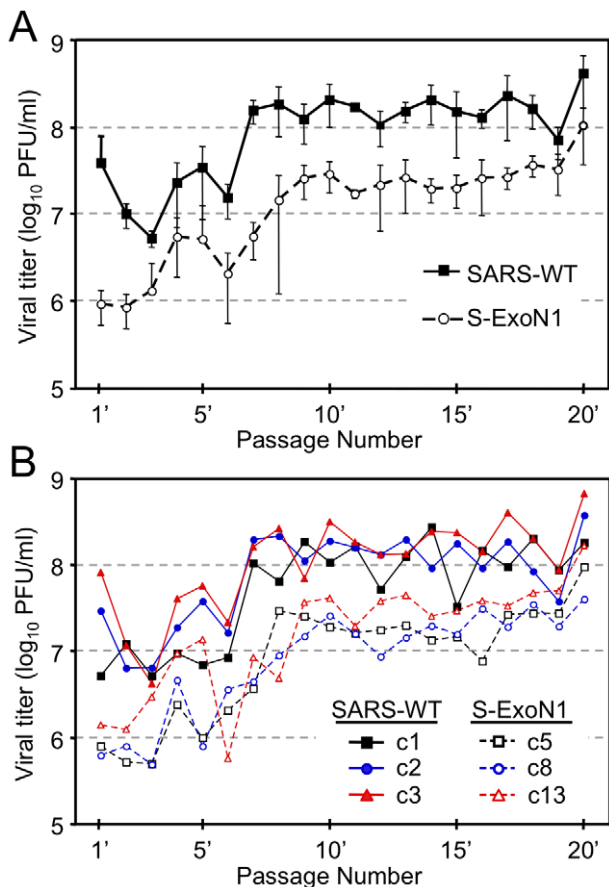 A
Viral titer (log10 PFU/ml)
9
8
7
6
5
SARS-WT
S-ExoN1
1' 5' 10' 15' 20'
Passage Number
B
Viral titer (log10 PFU/ml)
9
8
7
6
5
SARS-WT S-ExoN1
c1 c5
c2 c8
c3 c13
1' 5' 10' 15' 20'
Passage Number